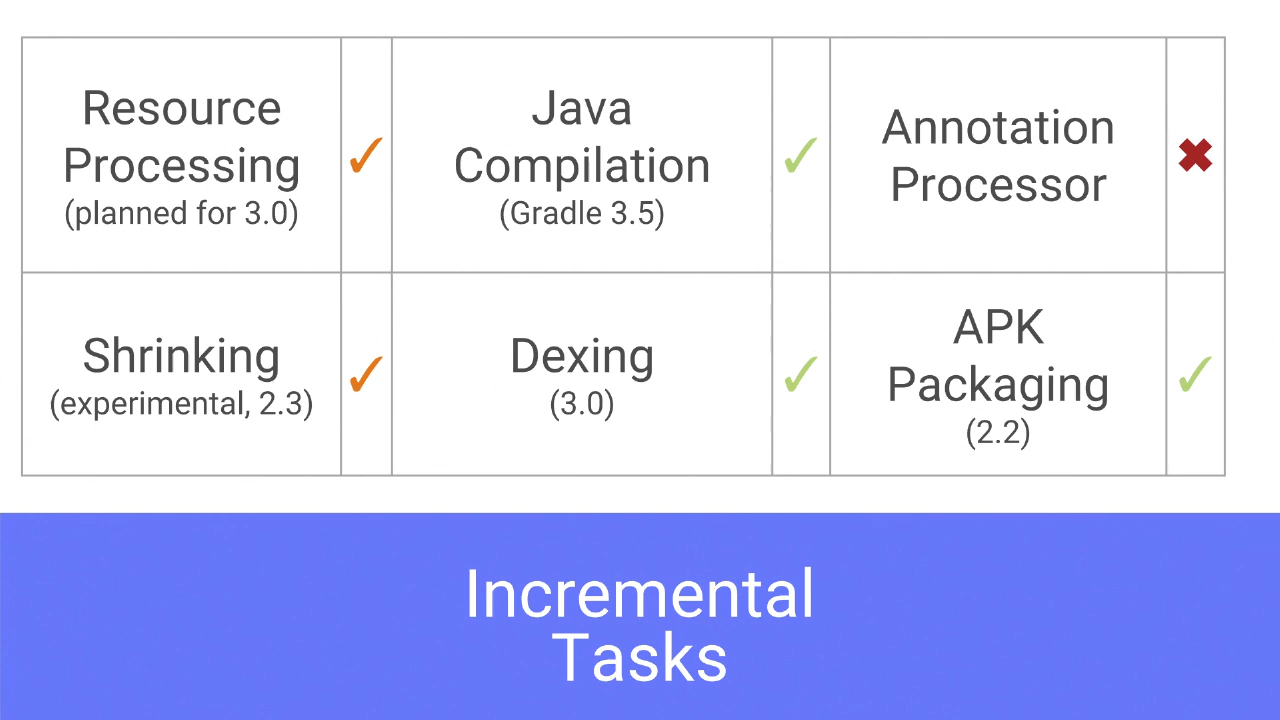 Resource
Processing
(planned for 3.0)
✓
Java
Compilation
(Gradle 3.5)
✓
Annotation
Processor
✖
Shrinking
(experimental, 2.3)
✓
Dexing
(3.0)
✓
APK
Packaging
(2.2)
✓
Incremental
Tasks